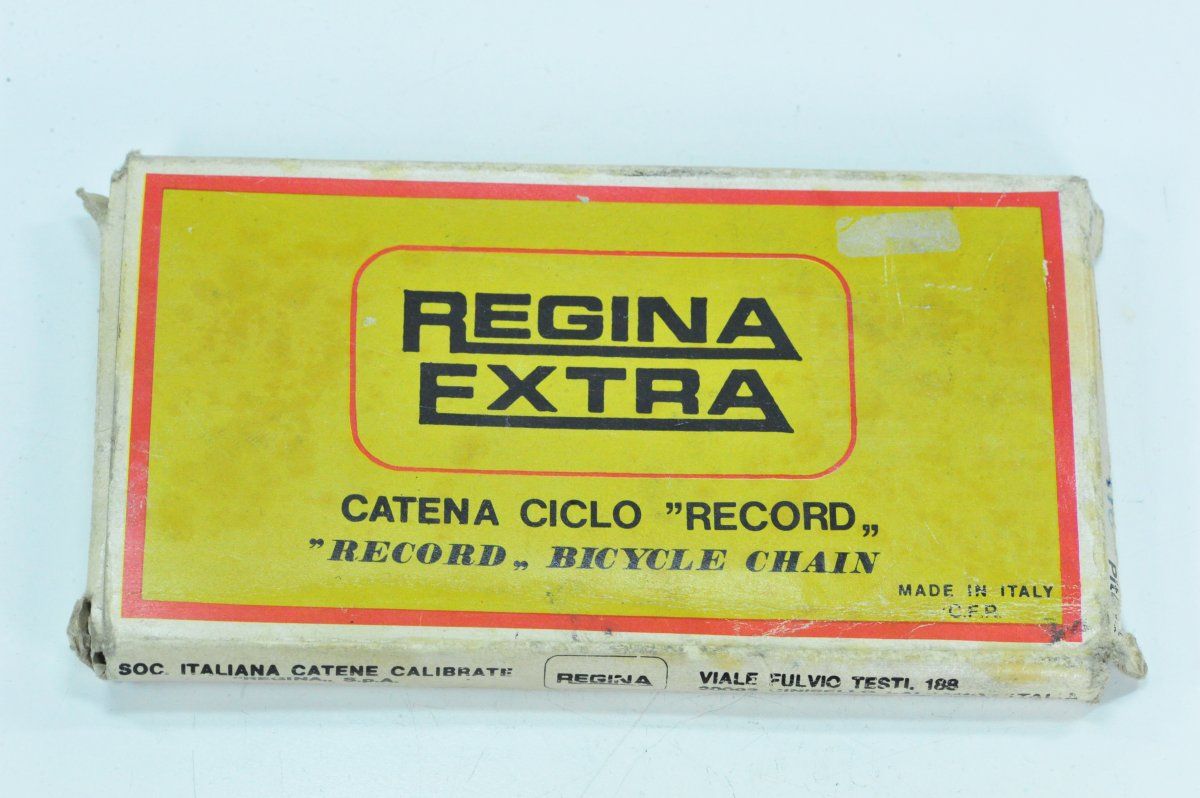 REGINA
EXTRA
CATENA CICLO ”RECORD„
”RECORD„ BICYCLE CHAIN
MADE IN ITALY
C.F.R.
SOC. ITALIANA CATENE CALIBRATE
”REGINA„ S.p.A.
REGINA
VIALE FULVIO TESTI, 188